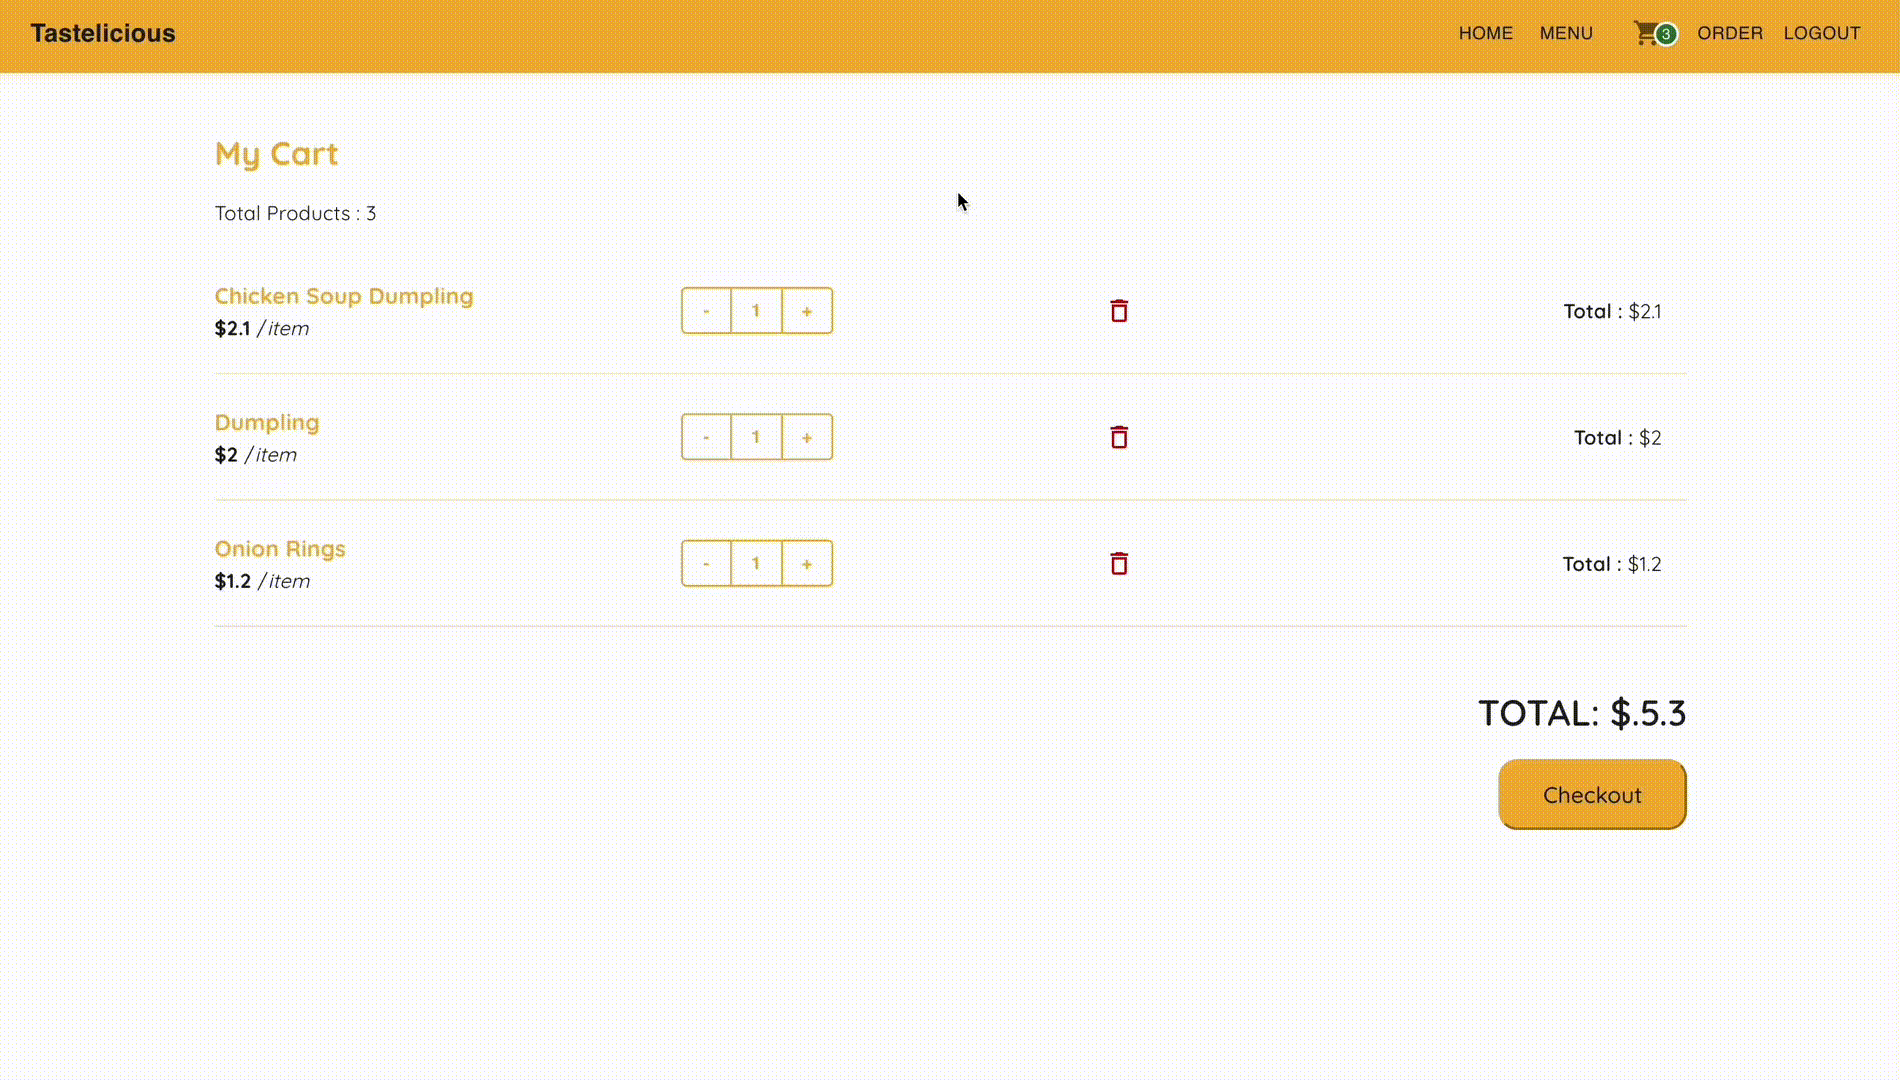 Tastelicious
HOME MENU 3 ORDER LOGOUT
My Cart
Total Products : 3
Chicken Soup Dumpling
$2.1 /item
- 1 +
Total : $2.1
Dumpling
$2 /item
- 1 +
Total : $2
Onion Rings
$1.2 /item
- 1 +
Total : $1.2
TOTAL: $.5.3
Checkout